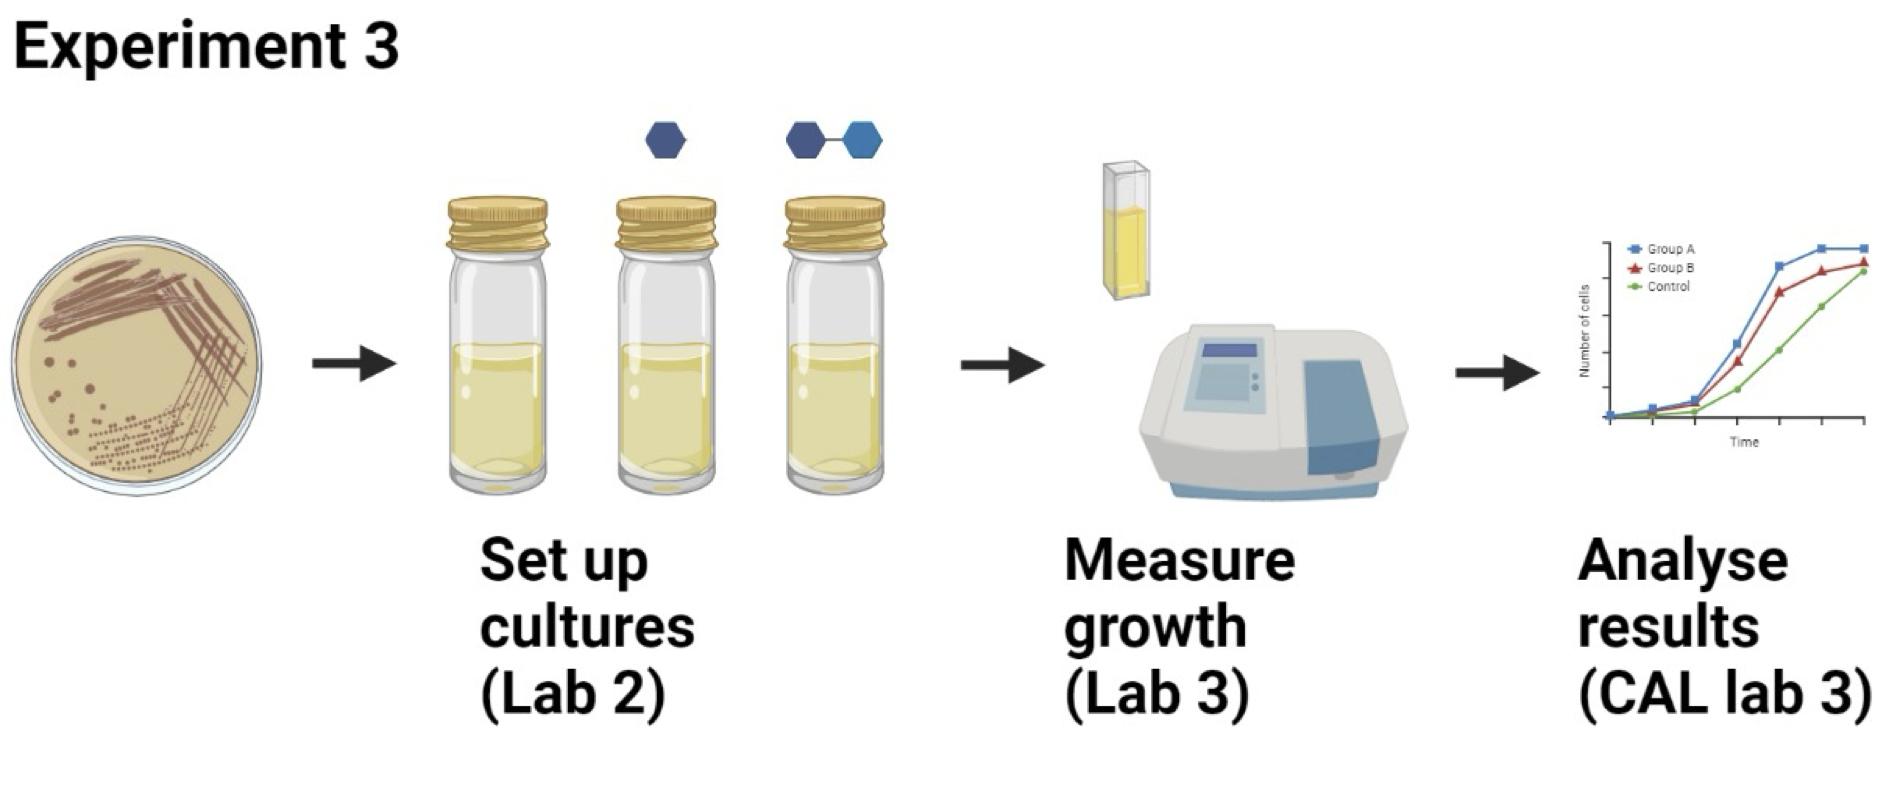 Experiment 3
Group A
Group B
Control
Number of cells
Time
Set up
cultures
(Lab 2)
Measure
growth
(Lab 3)
Analyse
results
(CAL lab 3)